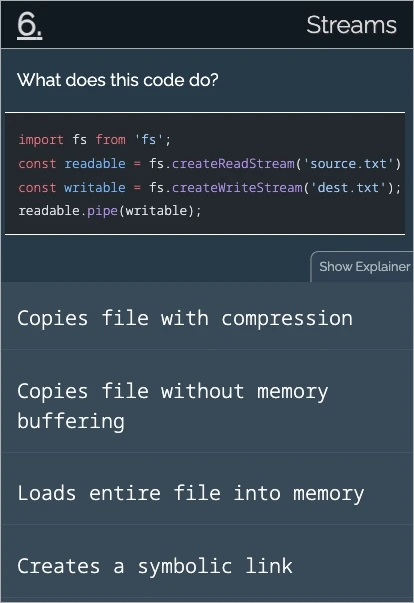 6.
Streams
What does this code do?
import fs from 'fs';
const readable = fs.createReadStream('source.txt')
const writable = fs.createWriteStream('dest.txt');
readable.pipe(writable);
Show Explainer
Copies file with compression
Copies file without memory
buffering
Loads entire file into memory
Creates a symbolic link